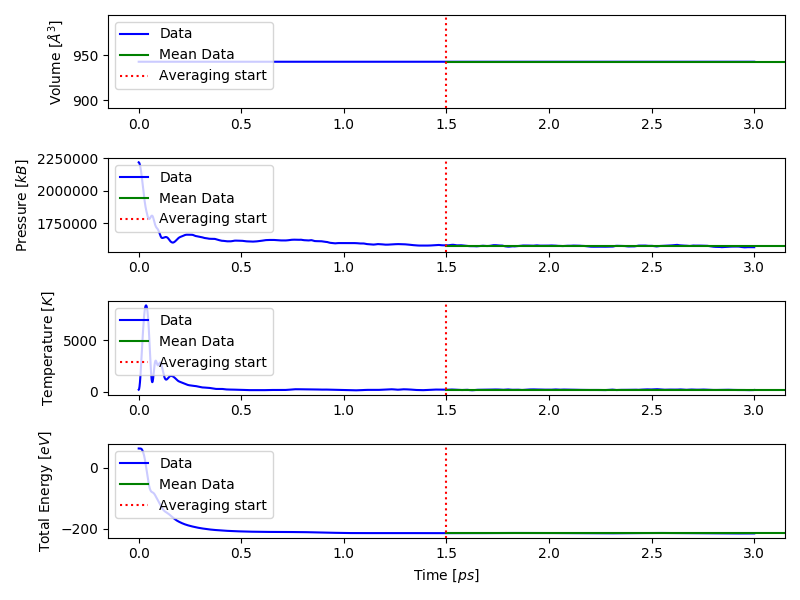 Volume [Å³]
950
900
Data
Mean Data
Averaging start
0.0 0.5 1.0 1.5 2.0 2.5 3.0
Pressure [kB]
2250000
2000000
1750000
Data
Mean Data
Averaging start
0.0 0.5 1.0 1.5 2.0 2.5 3.0
Temperature [K]
5000
0
Data
Mean Data
Averaging start
0.0 0.5 1.0 1.5 2.0 2.5 3.0
Total Energy [eV]
0
−200
Data
Mean Data
Averaging start
0.0 0.5 1.0 1.5 2.0 2.5 3.0
Time [ps]